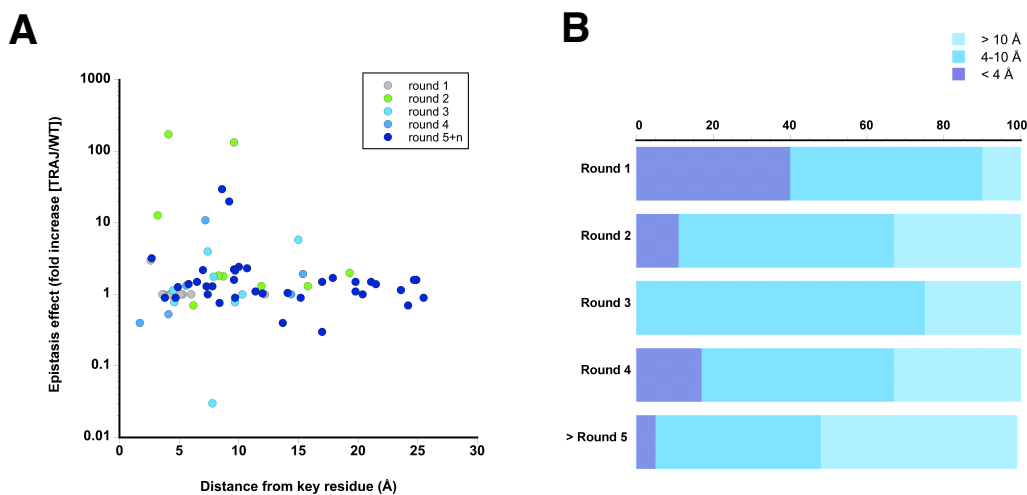 A
Epistasis effect (fold increase [TRAJ/WT])
1000
100
10
1
0.1
0.01
0
5
10
15
20
25
30
Distance from key residue (Å)
round 1
round 2
round 3
round 4
round 5+n
B
> 10 Å
4-10 Å
< 4 Å
0
20
40
60
80
100
Round 1
Round 2
Round 3
Round 4
> Round 5